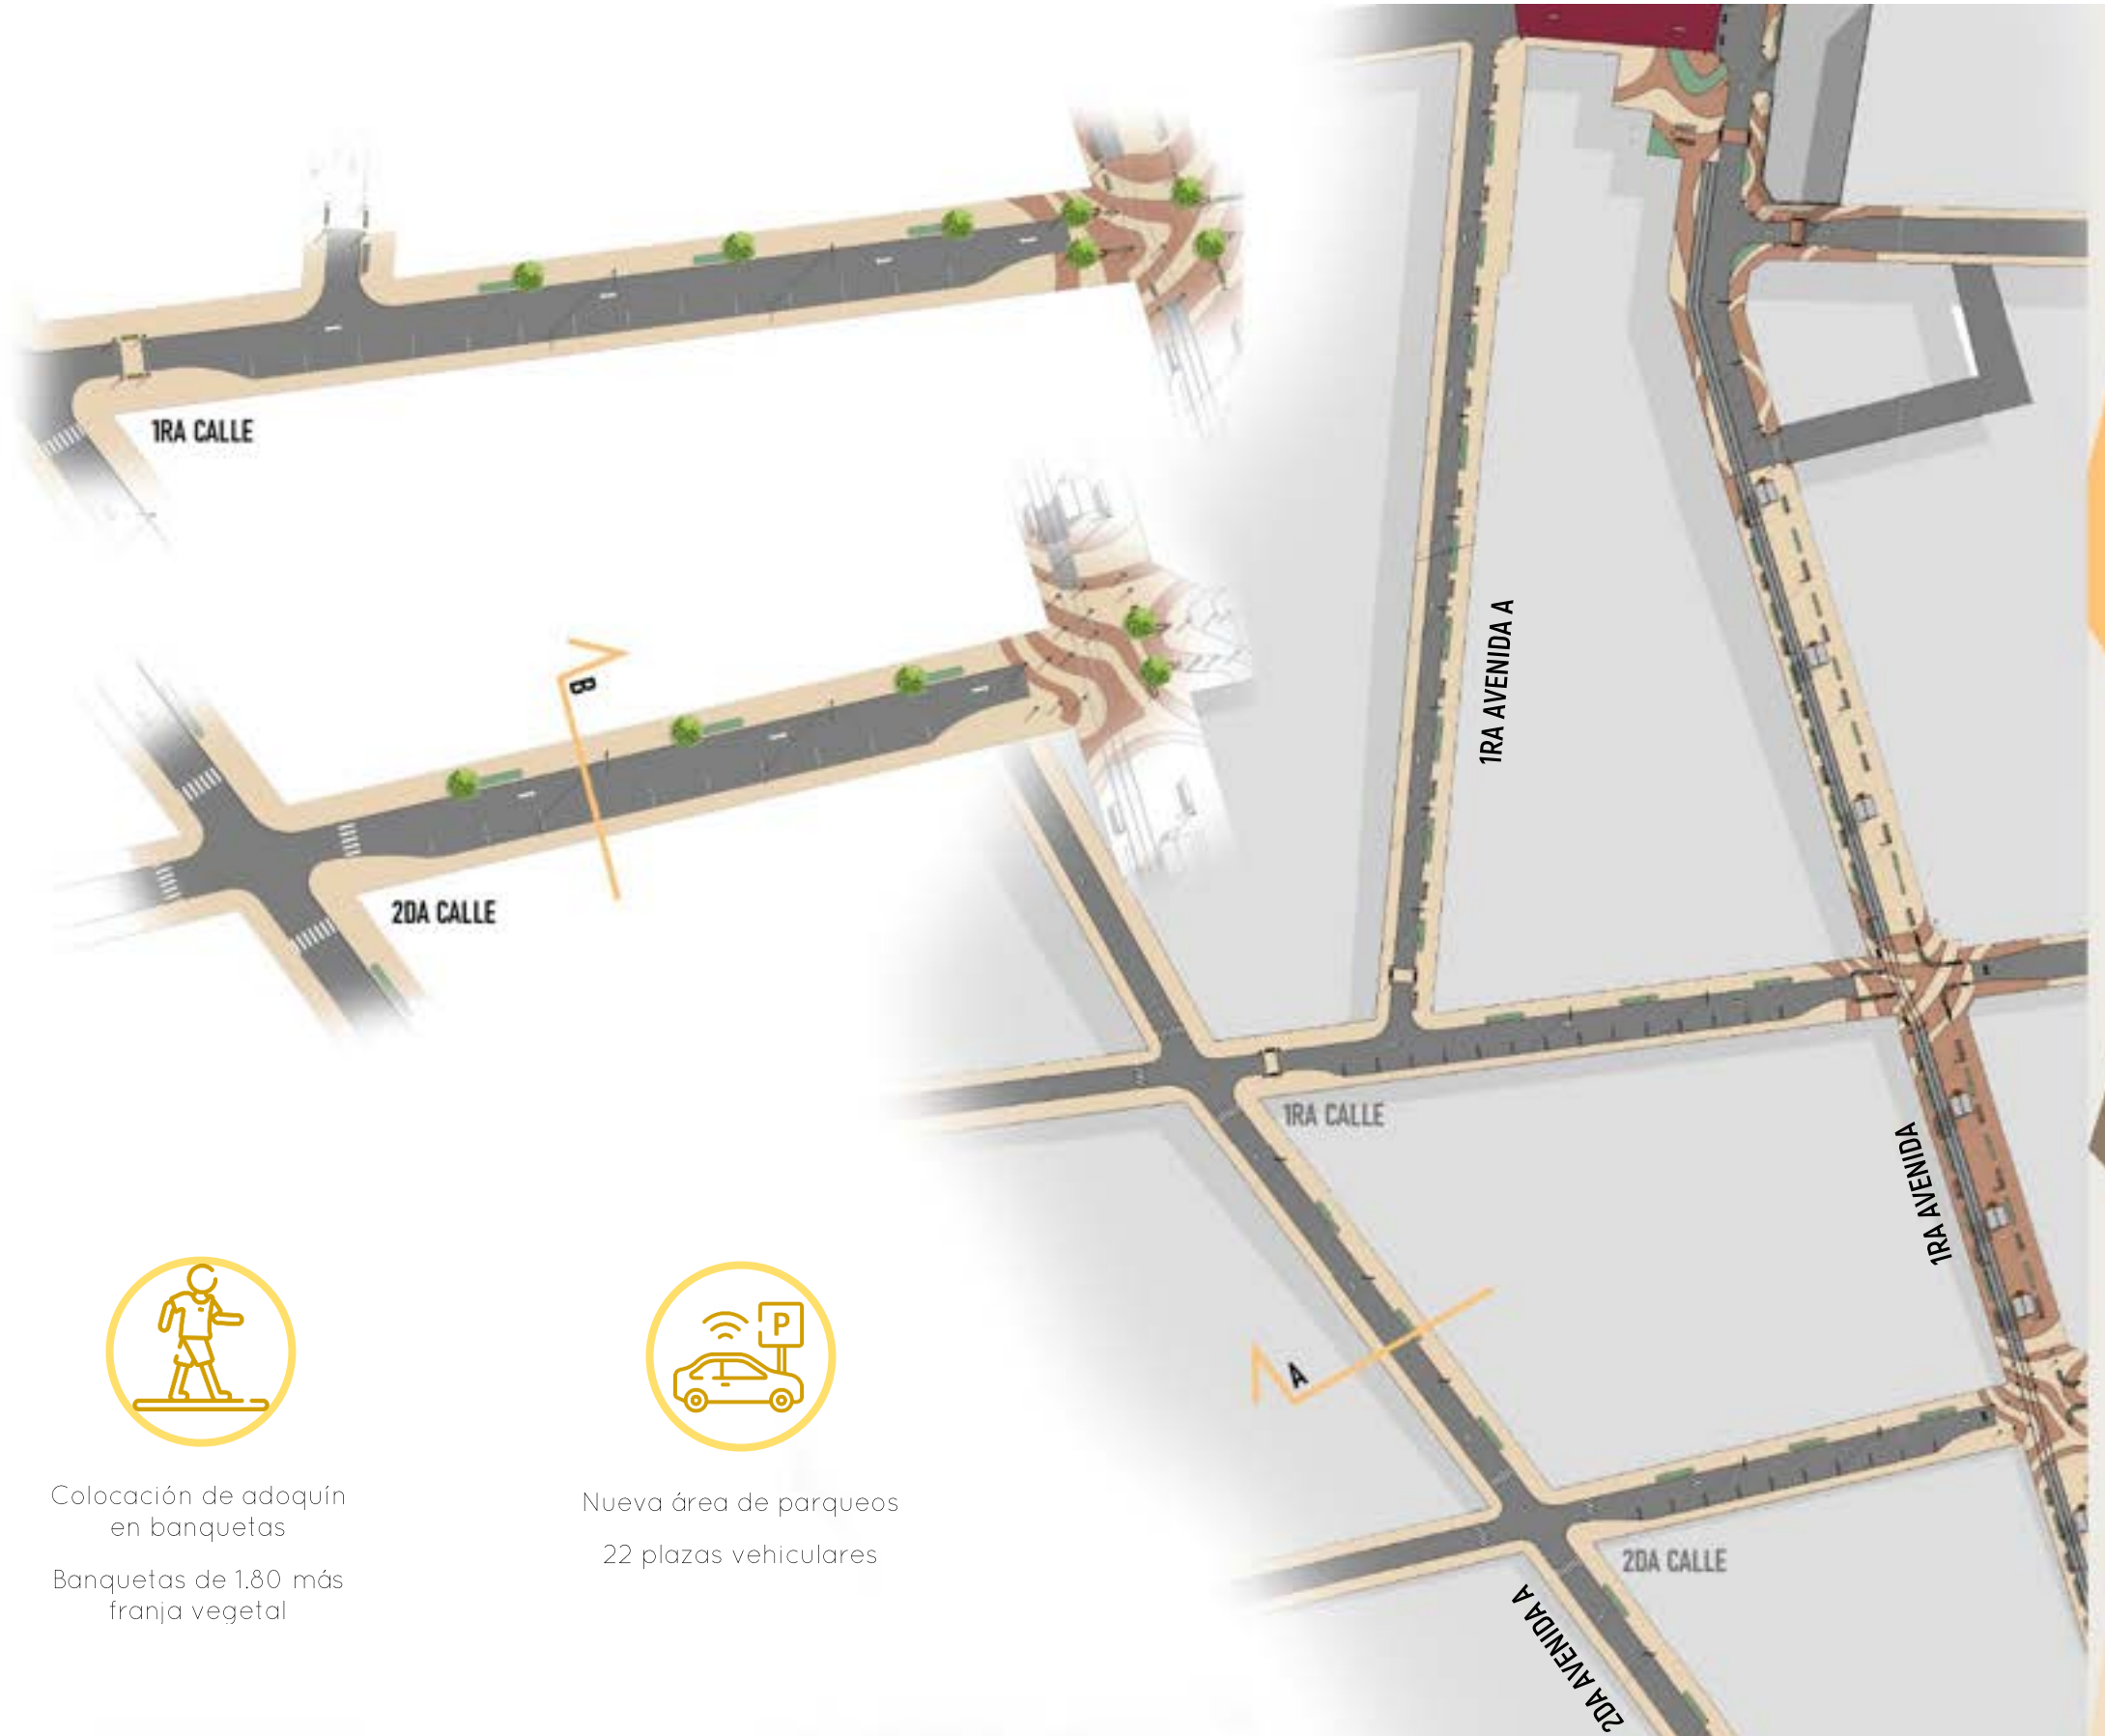 1RA CALLE
B
2DA CALLE
1RA AVENIDA A
1RA CALLE
1RA AVENIDA
A
2DA CALLE
2DA AVENIDA A
P
Colocación de adoquín
en banquetas
Banquetas de 1.80 más
franja vegetal
Nueva área de parqueos
22 plazas vehiculares